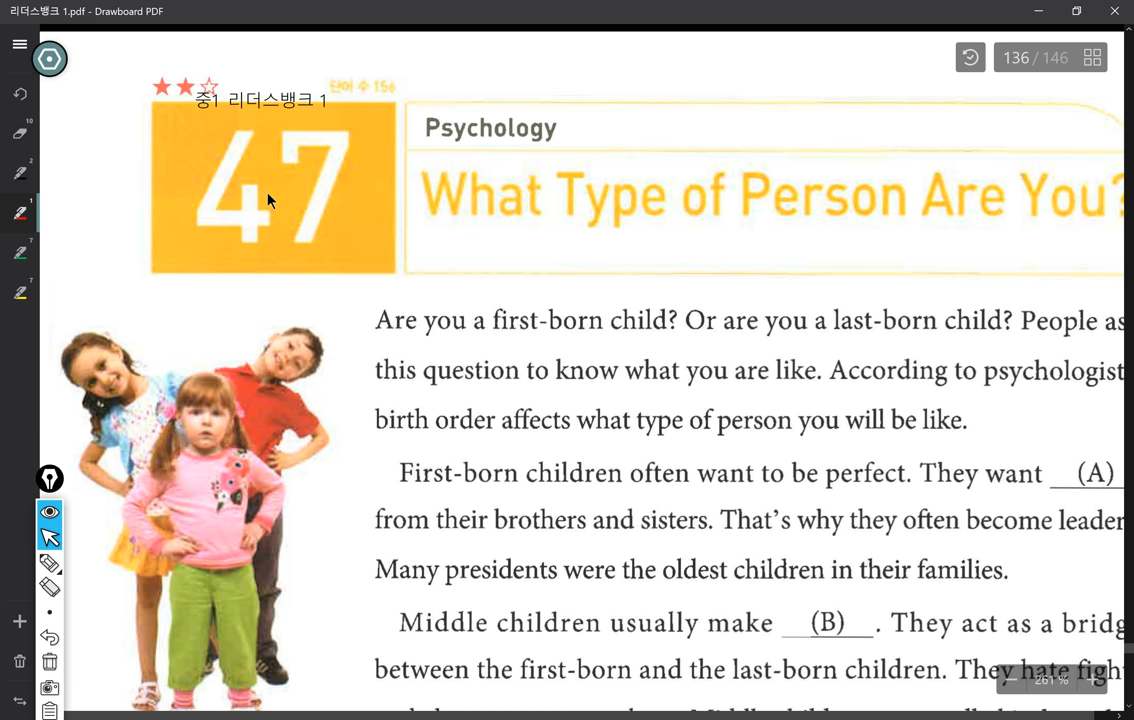 리더스뱅크 1.pdf - Drawboard PDF
136 / 146
단어 수 156
중1 리더스뱅크 1
47
Psychology
What Type of Person Are You?
Are you a first-born child? Or are you a last-born child? People as
this question to know what you are like. According to psychologist
birth order affects what type of person you will be like.
First-born children often want to be perfect. They want (A)
from their brothers and sisters. That's why they often become leader
Many presidents were the oldest children in their families.
Middle children usually make (B) . They act as a bridg
between the first-born and the last-born children. They hate figh
261 %
10
2
1
7
7